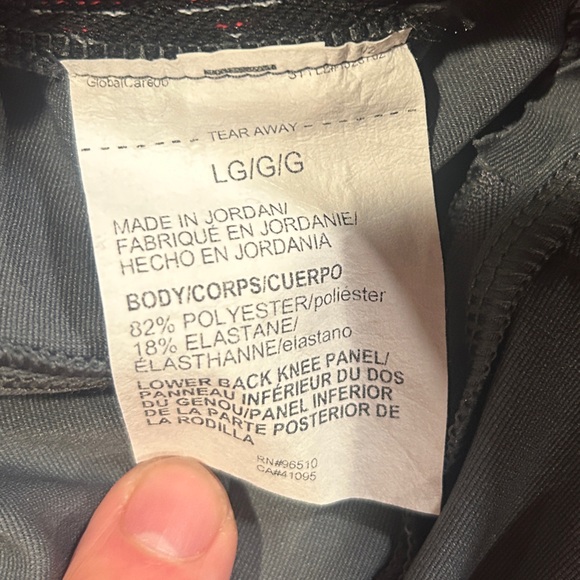 GlobalCare00
TEAR AWAY
LG/G/G
MADE IN JORDAN/
FABRIQUÉ EN JORDANIE/
HECHO EN JORDANIA
BODY/CORPS/CUERPO
82% POLYESTER/poliéster
18% ELASTANE/
ÉLASTHANNE/elastano
LOWER BACK KNEE PANEL/
PANNEAU INFÉRIEUR DU DOS
DU GENOU/PANEL INFERIOR
DE LA PARTE POSTERIOR DE
LA RODILLA
RN#96510
CA#41095